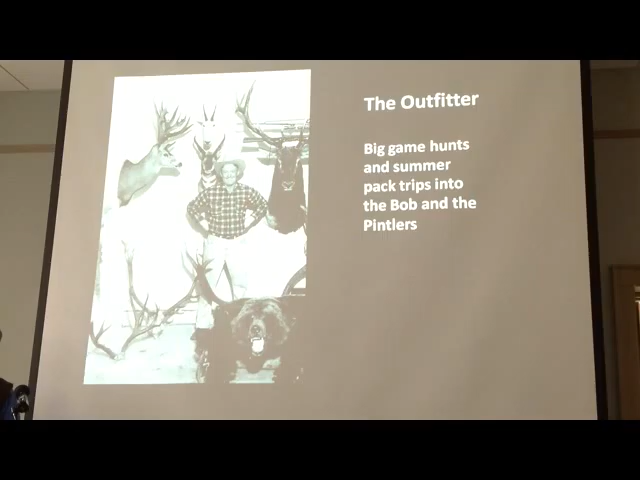 The Outfitter
Big game hunts
and summer
pack trips into
the Bob and the
Pintlers